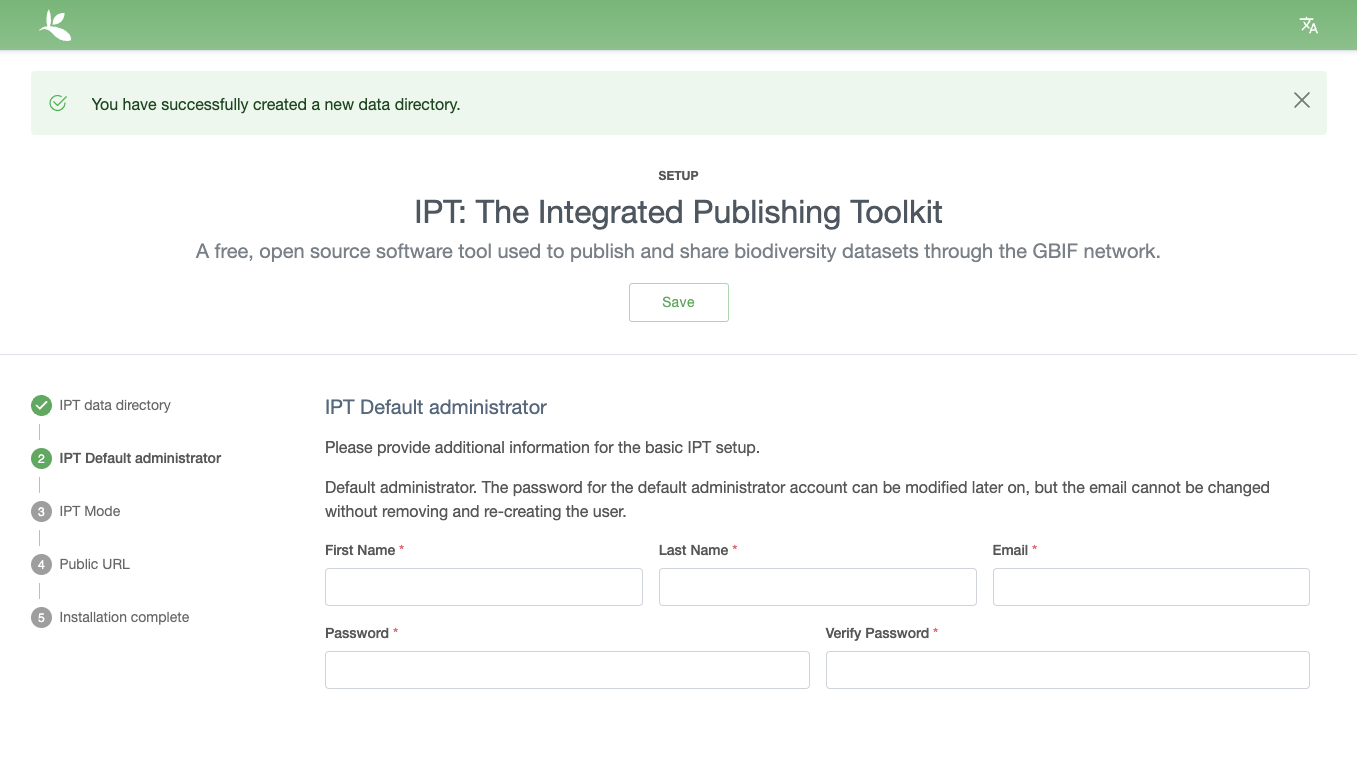 You have successfully created a new data directory.
SETUP
IPT: The Integrated Publishing Toolkit
A free, open source software tool used to publish and share biodiversity datasets through the GBIF network.
Save
IPT data directory
2 IPT Default administrator
3 IPT Mode
4 Public URL
5 Installation complete
IPT Default administrator
Please provide additional information for the basic IPT setup.
Default administrator. The password for the default administrator account can be modified later on, but the email cannot be changed
without removing and re-creating the user.
First Name * Last Name * Email *
Password * Verify Password *